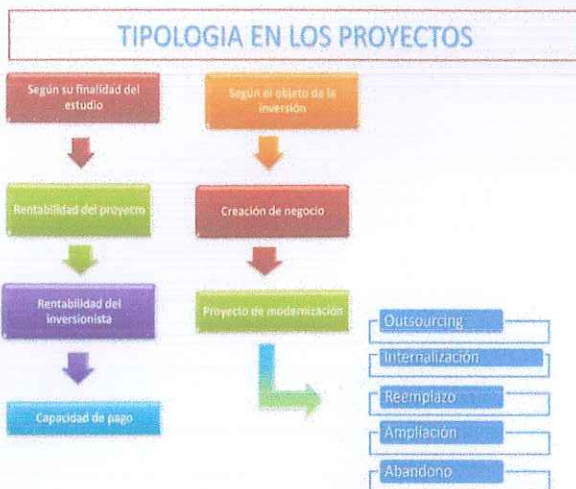 TIPOLOGIA EN LOS PROYECTOS
Según su finalidad del
estudio
Rentabilidad del proyecto
Rentabilidad del
inversionista
Capacidad de pago
Según el objeto de la
inversión
Creación de negocio
Proyecto de modernización
Outsourcing
Internalización
Reemplazo
Ampliación
Abandono